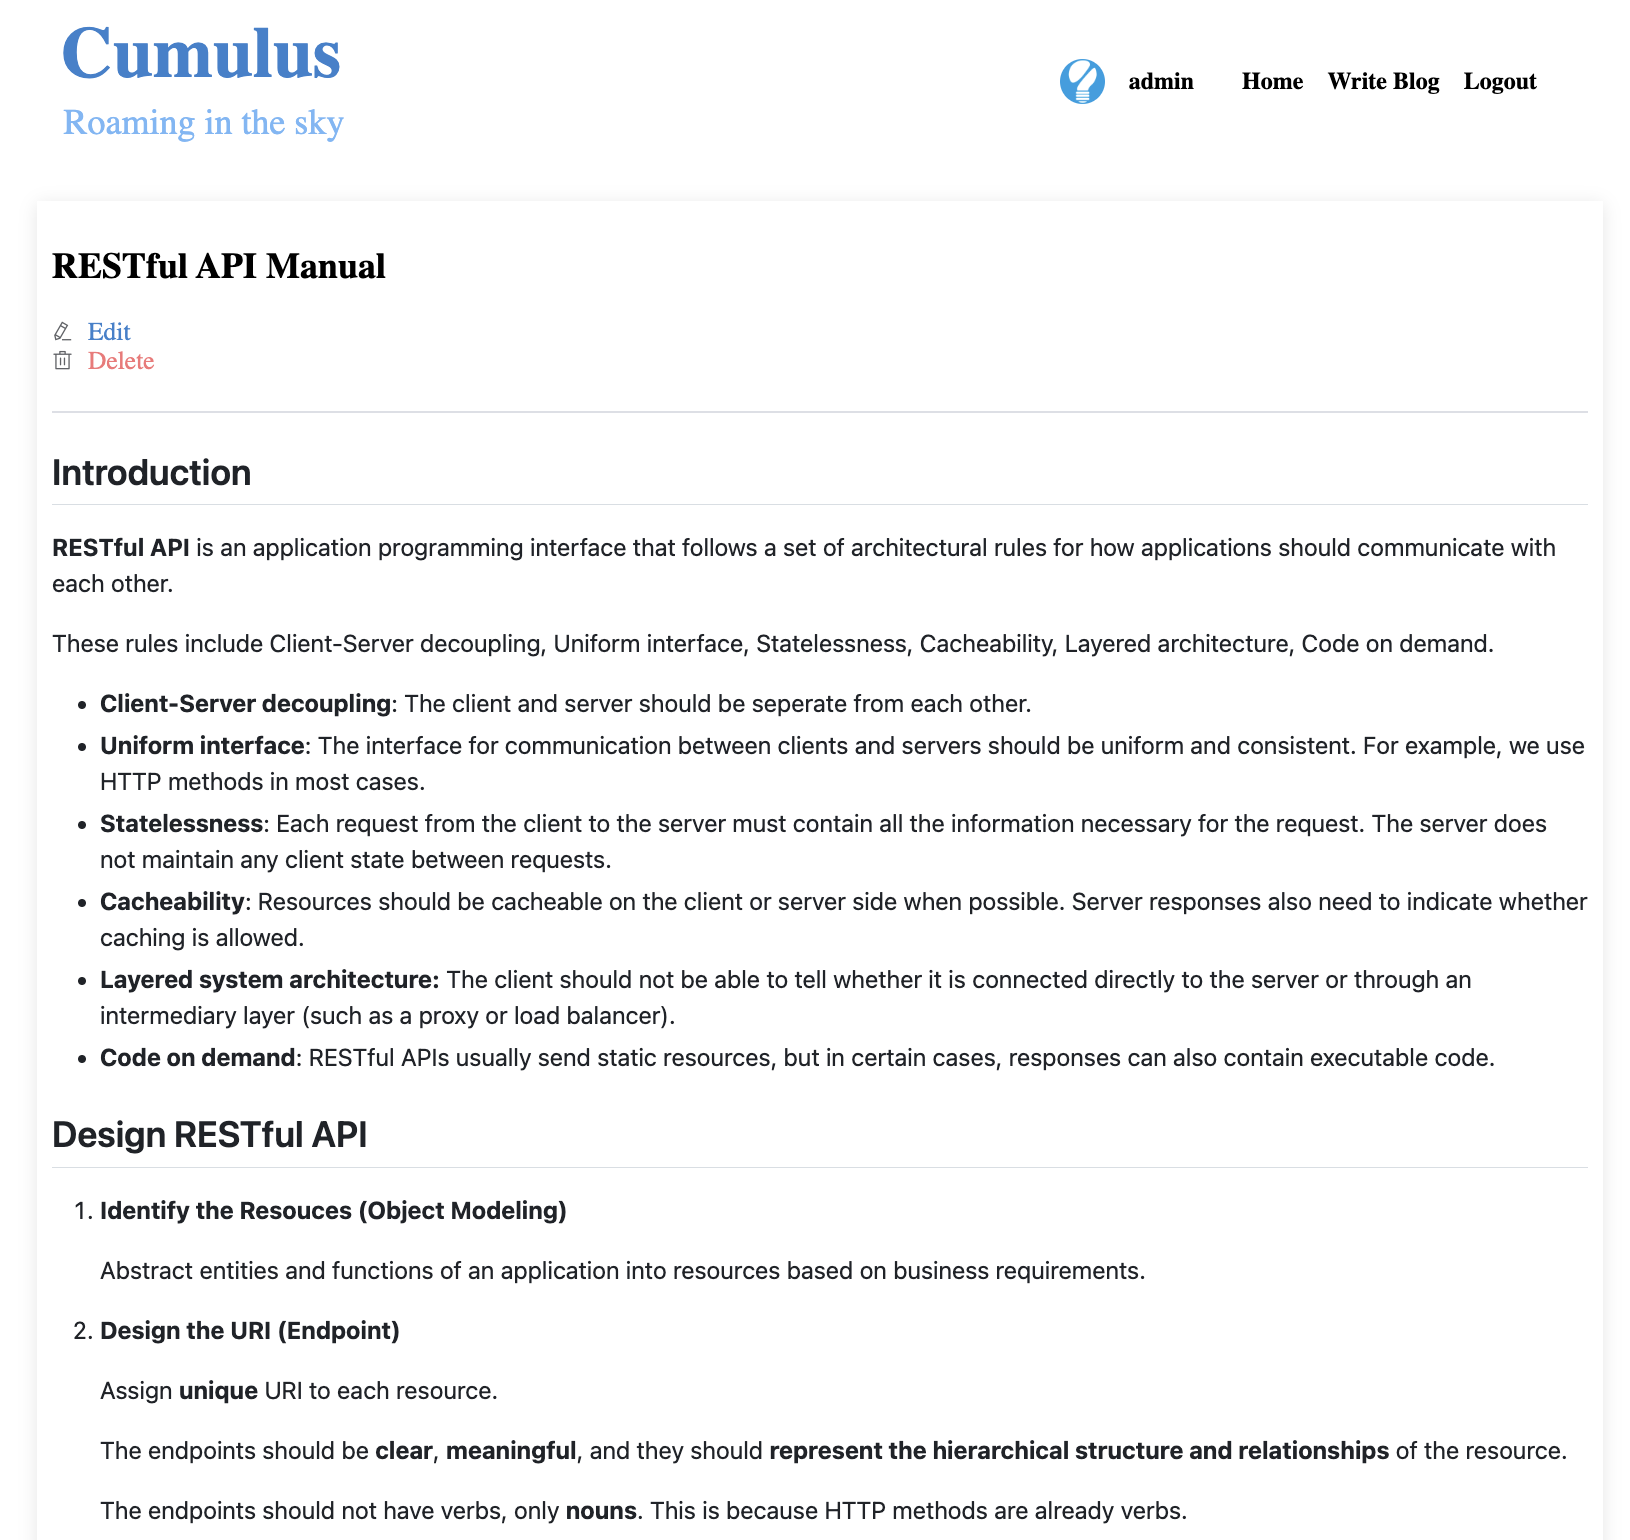 Cumulus
Roaming in the sky
admin Home Write Blog Logout
RESTful API Manual
Edit
Delete
Introduction
RESTful API is an application programming interface that follows a set of architectural rules for how applications should communicate with
each other.
These rules include Client-Server decoupling, Uniform interface, Statelessness, Cacheability, Layered architecture, Code on demand.
• Client-Server decoupling: The client and server should be seperate from each other.
• Uniform interface: The interface for communication between clients and servers should be uniform and consistent. For example, we use
HTTP methods in most cases.
• Statelessness: Each request from the client to the server must contain all the information necessary for the request. The server does
not maintain any client state between requests.
• Cacheability: Resources should be cacheable on the client or server side when possible. Server responses also need to indicate whether
caching is allowed.
• Layered system architecture: The client should not be able to tell whether it is connected directly to the server or through an
intermediary layer (such as a proxy or load balancer).
• Code on demand: RESTful APIs usually send static resources, but in certain cases, responses can also contain executable code.
Design RESTful API
1. Identify the Resouces (Object Modeling)
Abstract entities and functions of an application into resources based on business requirements.
2. Design the URI (Endpoint)
Assign unique URI to each resource.
The endpoints should be clear, meaningful, and they should represent the hierarchical structure and relationships of the resource.
The endpoints should not have verbs, only nouns. This is because HTTP methods are already verbs.